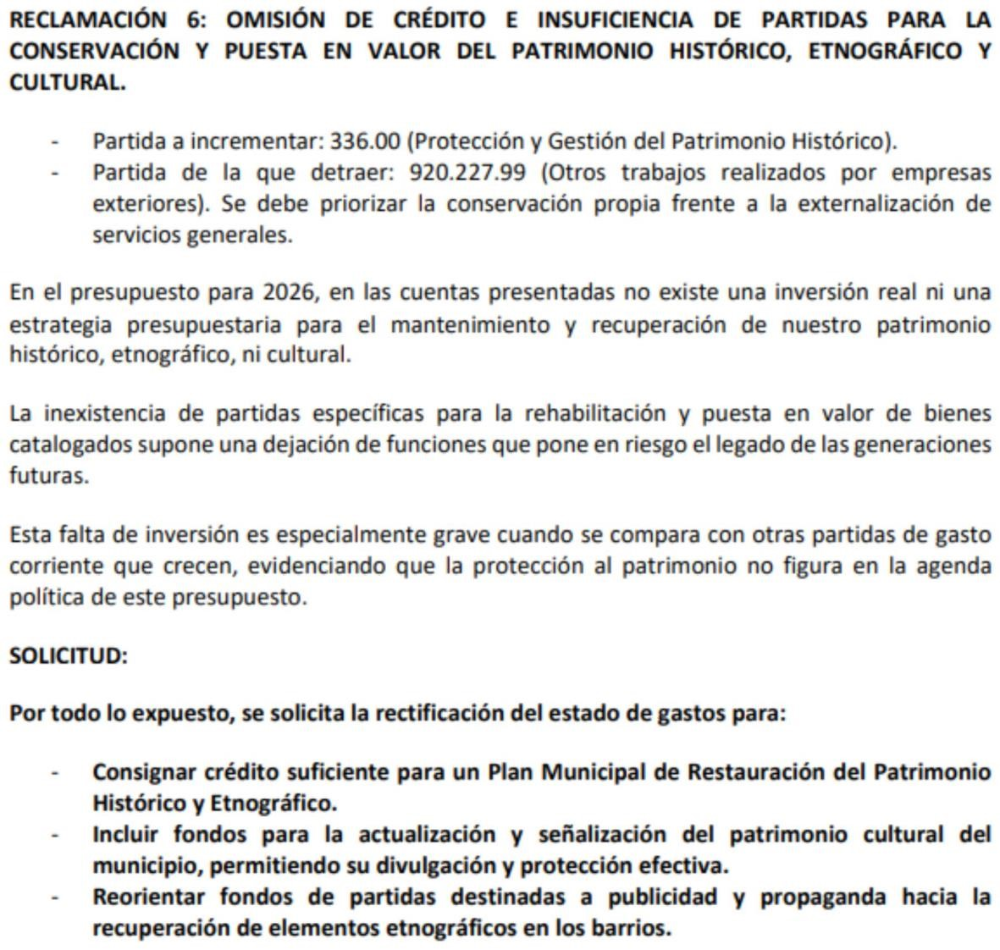 RECLAMACIÓN 6: OMISIÓN DE CRÉDITO E INSUFICIENCIA DE PARTIDAS PARA LA
CONSERVACIÓN Y PUESTA EN VALOR DEL PATRIMONIO HISTÓRICO, ETNOGRÁFICO Y
CULTURAL.
- Partida a incrementar: 336.00 (Protección y Gestión del Patrimonio Histórico).
- Partida de la que detraer: 920.227.99 (Otros trabajos realizados por empresas
exteriores). Se debe priorizar la conservación propia frente a la externalización de
servicios generales.
En el presupuesto para 2026, en las cuentas presentadas no existe una inversión real ni una
estrategia presupuestaria para el mantenimiento y recuperación de nuestro patrimonio
histórico, etnográfico, ni cultural.
La inexistencia de partidas específicas para la rehabilitación y puesta en valor de bienes
catalogados supone una dejación de funciones que pone en riesgo el legado de las generaciones
futuras.
Esta falta de inversión es especialmente grave cuando se compara con otras partidas de gasto
corriente que crecen, evidenciando que la protección al patrimonio no figura en la agenda
política de este presupuesto.
SOLICITUD:
Por todo lo expuesto, se solicita la rectificación del estado de gastos para:
- Consignar crédito suficiente para un Plan Municipal de Restauración del Patrimonio
Histórico y Etnográfico.
- Incluir fondos para la actualización y señalización del patrimonio cultural del
municipio, permitiendo su divulgación y protección efectiva.
- Reorientar fondos de partidas destinadas a publicidad y propaganda hacia la
recuperación de elementos etnográficos en los barrios.